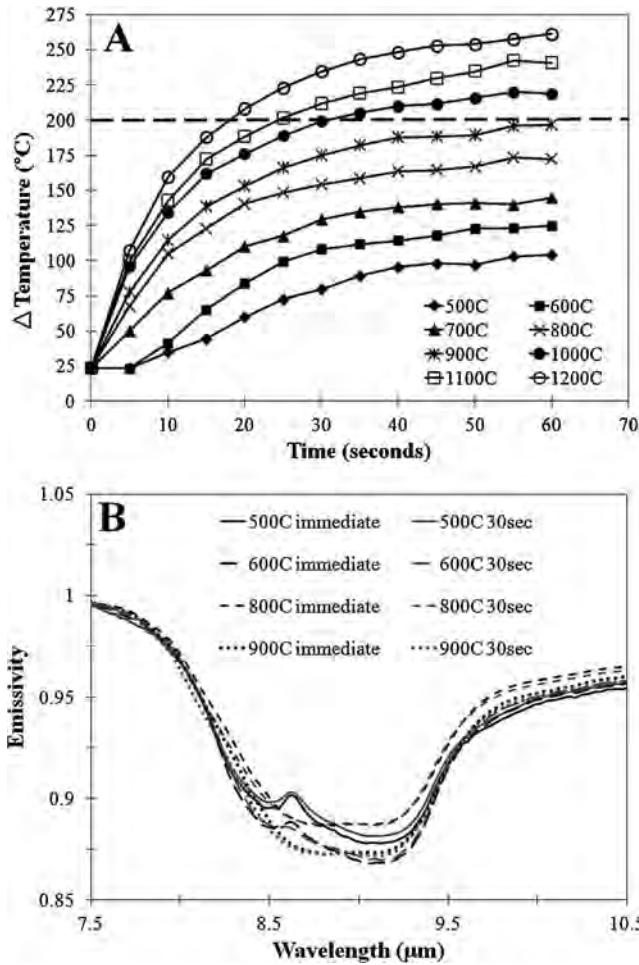 A
275
250
225
200
175
150
125
100
75
50
25
0
Δ Temperature (°C)
500C 600C
700C 800C
900C 1000C
1100C 1200C
0 10 20 30 40 50 60 70
Time (seconds)
B
1.05
1
0.95
0.9
0.85
Emissivity
500C immediate 500C 30sec
600C immediate 600C 30sec
800C immediate 800C 30sec
900C immediate 900C 30sec
7.5 8.5 9.5 10.5
Wavelength (µm)